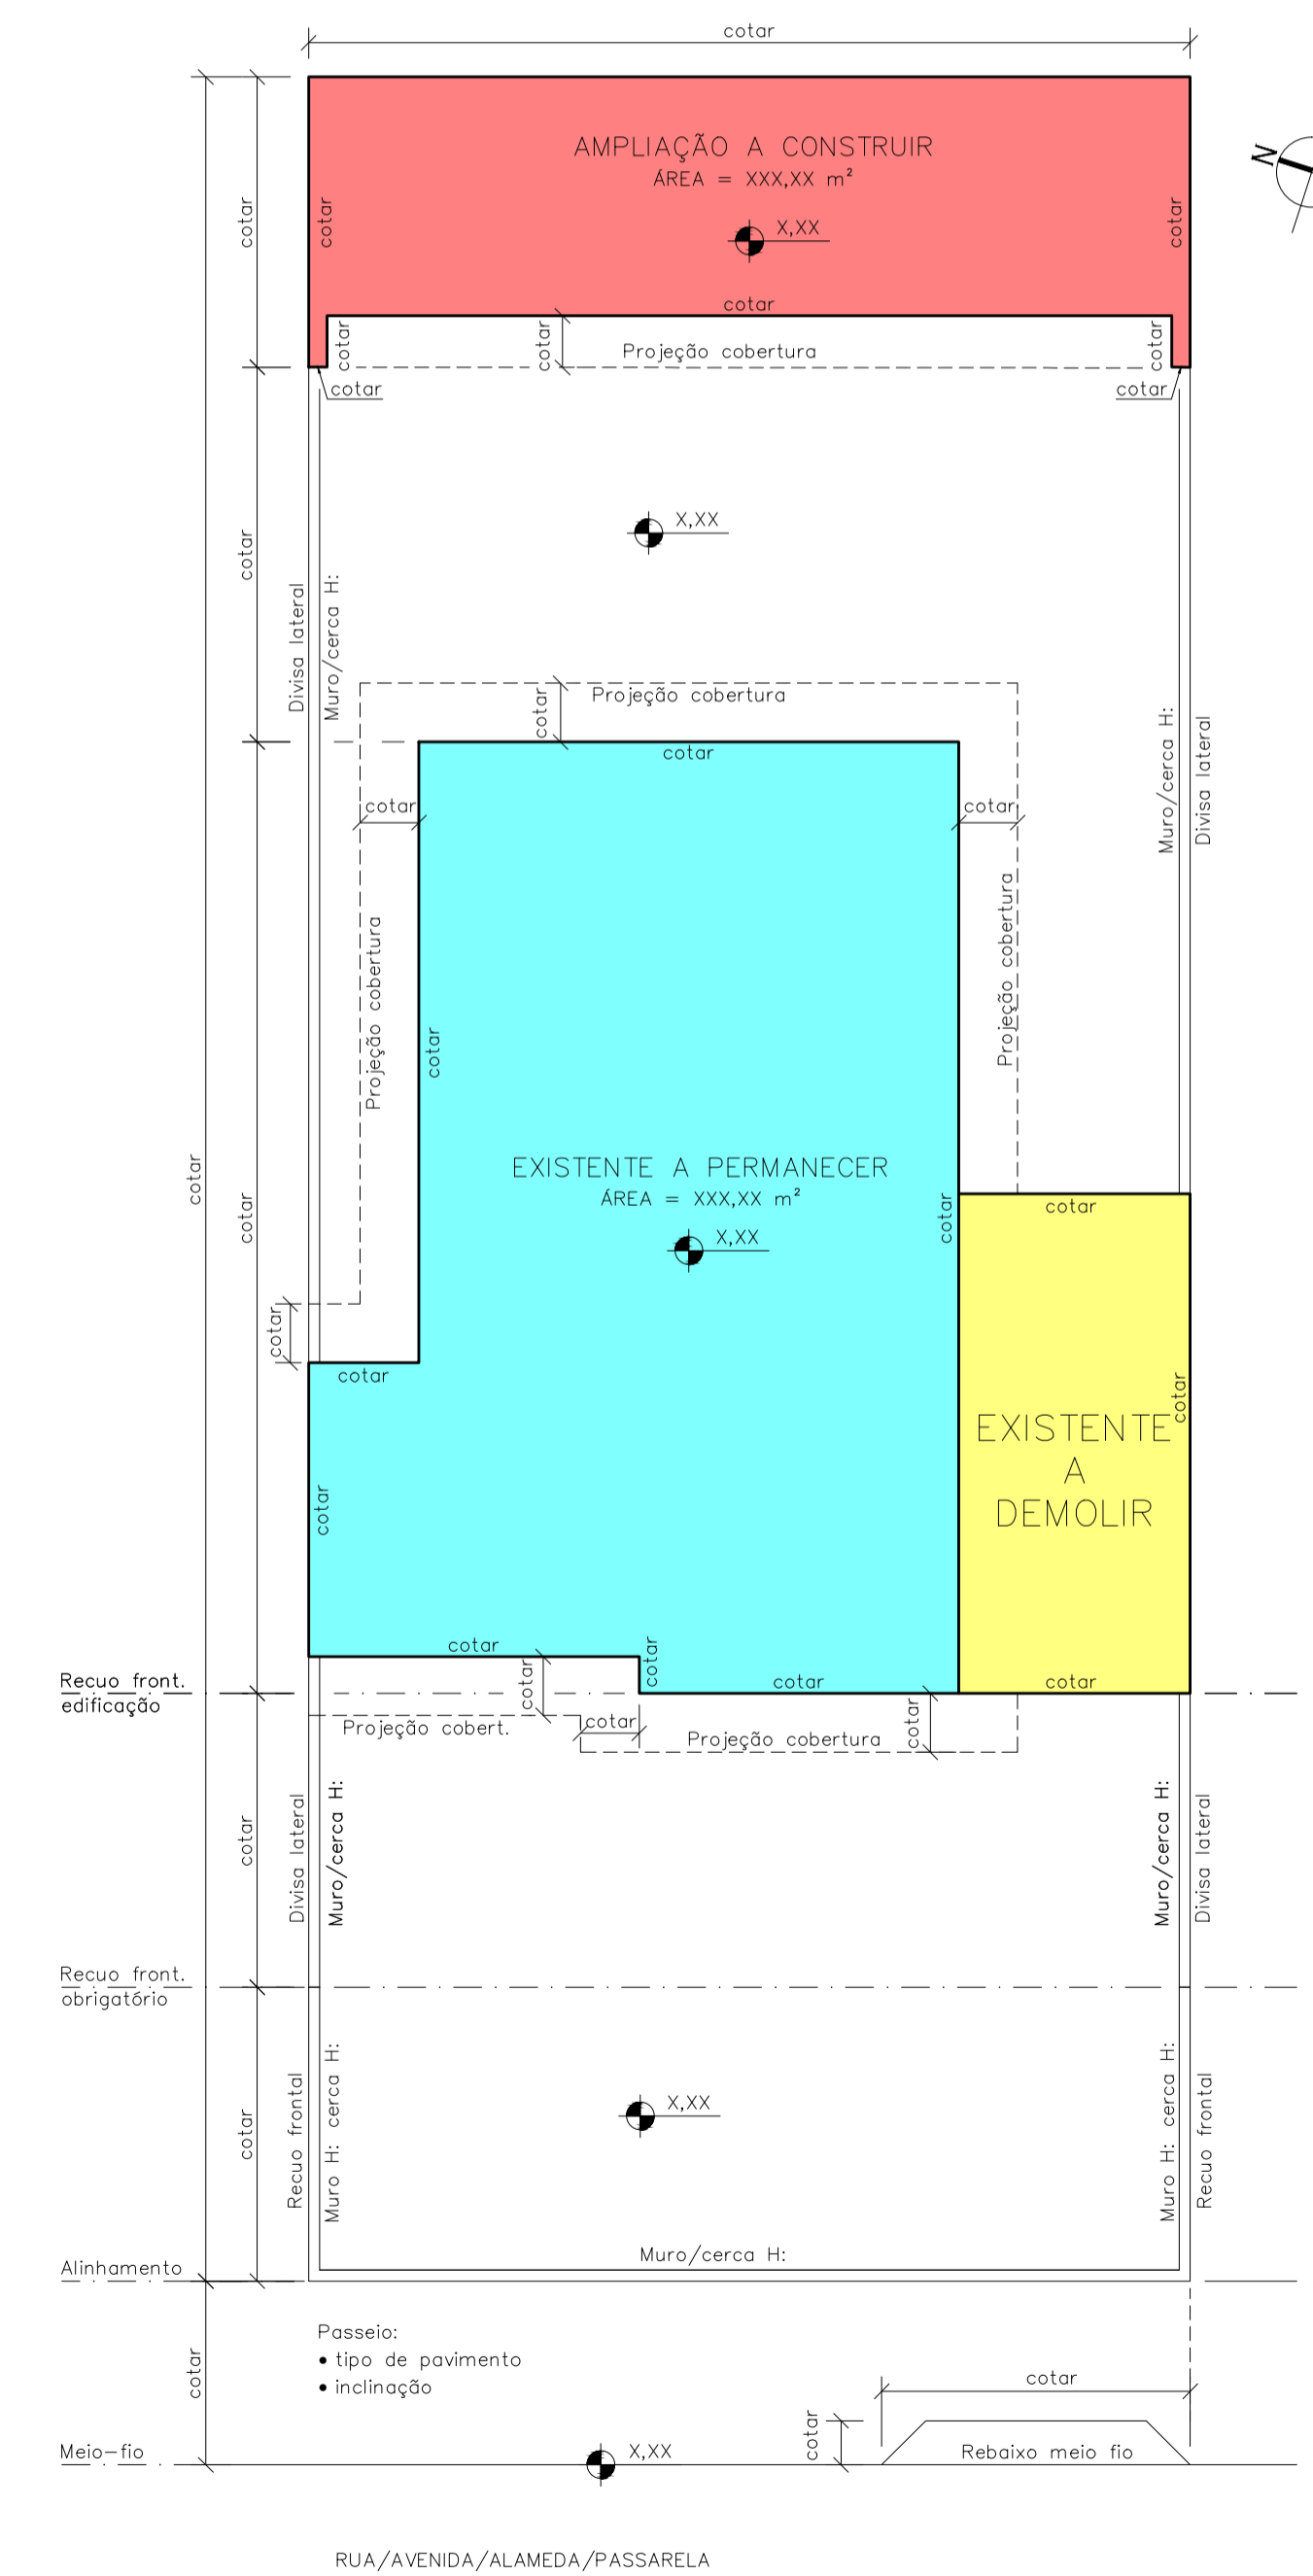 cotar
N
AMPLIAÇÃO A CONSTRUIR
ÁREA = XXX,XX m²
cotar
cotar
cotar
X,XX
cotar
cotar
cotar
Projeção cobertura
cotar
cotar
cotar
X,XX
cotar
Divisa lateral
Muro/cerca H:
cotar
Projeção cobertura
Muro/cerca H:
Divisa lateral
cotar
cotar
cotar
Projeção cobertura
cotar
Projeção cobertura
EXISTENTE A PERMANECER
ÁREA = XXX,XX m²
cotar
cotar
cotar
cotar
X,XX
cotar
cotar
cotar
EXISTENTE
A
DEMOLIR
cotar
cotar
cotar
cotar
Recuo front.
edificação
cotar
cotar
cotar
Projeção cobert.
cotar
Projeção cobertura
cotar
cotar
Divisa lateral
Muro/cerca H:
Muro/cerca H:
Divisa lateral
Recuo front.
obrigatório
cotar
Recuo frontal
Muro H: cerca H:
X,XX
Muro H: cerca H:
Recuo frontal
Muro/cerca H:
Alinhamento
Passeio:
• tipo de pavimento
• inclinação
cotar
cotar
cotar
Meio-fio
X,XX
Rebaixo meio fio
RUA/AVENIDA/ALAMEDA/PASSARELA